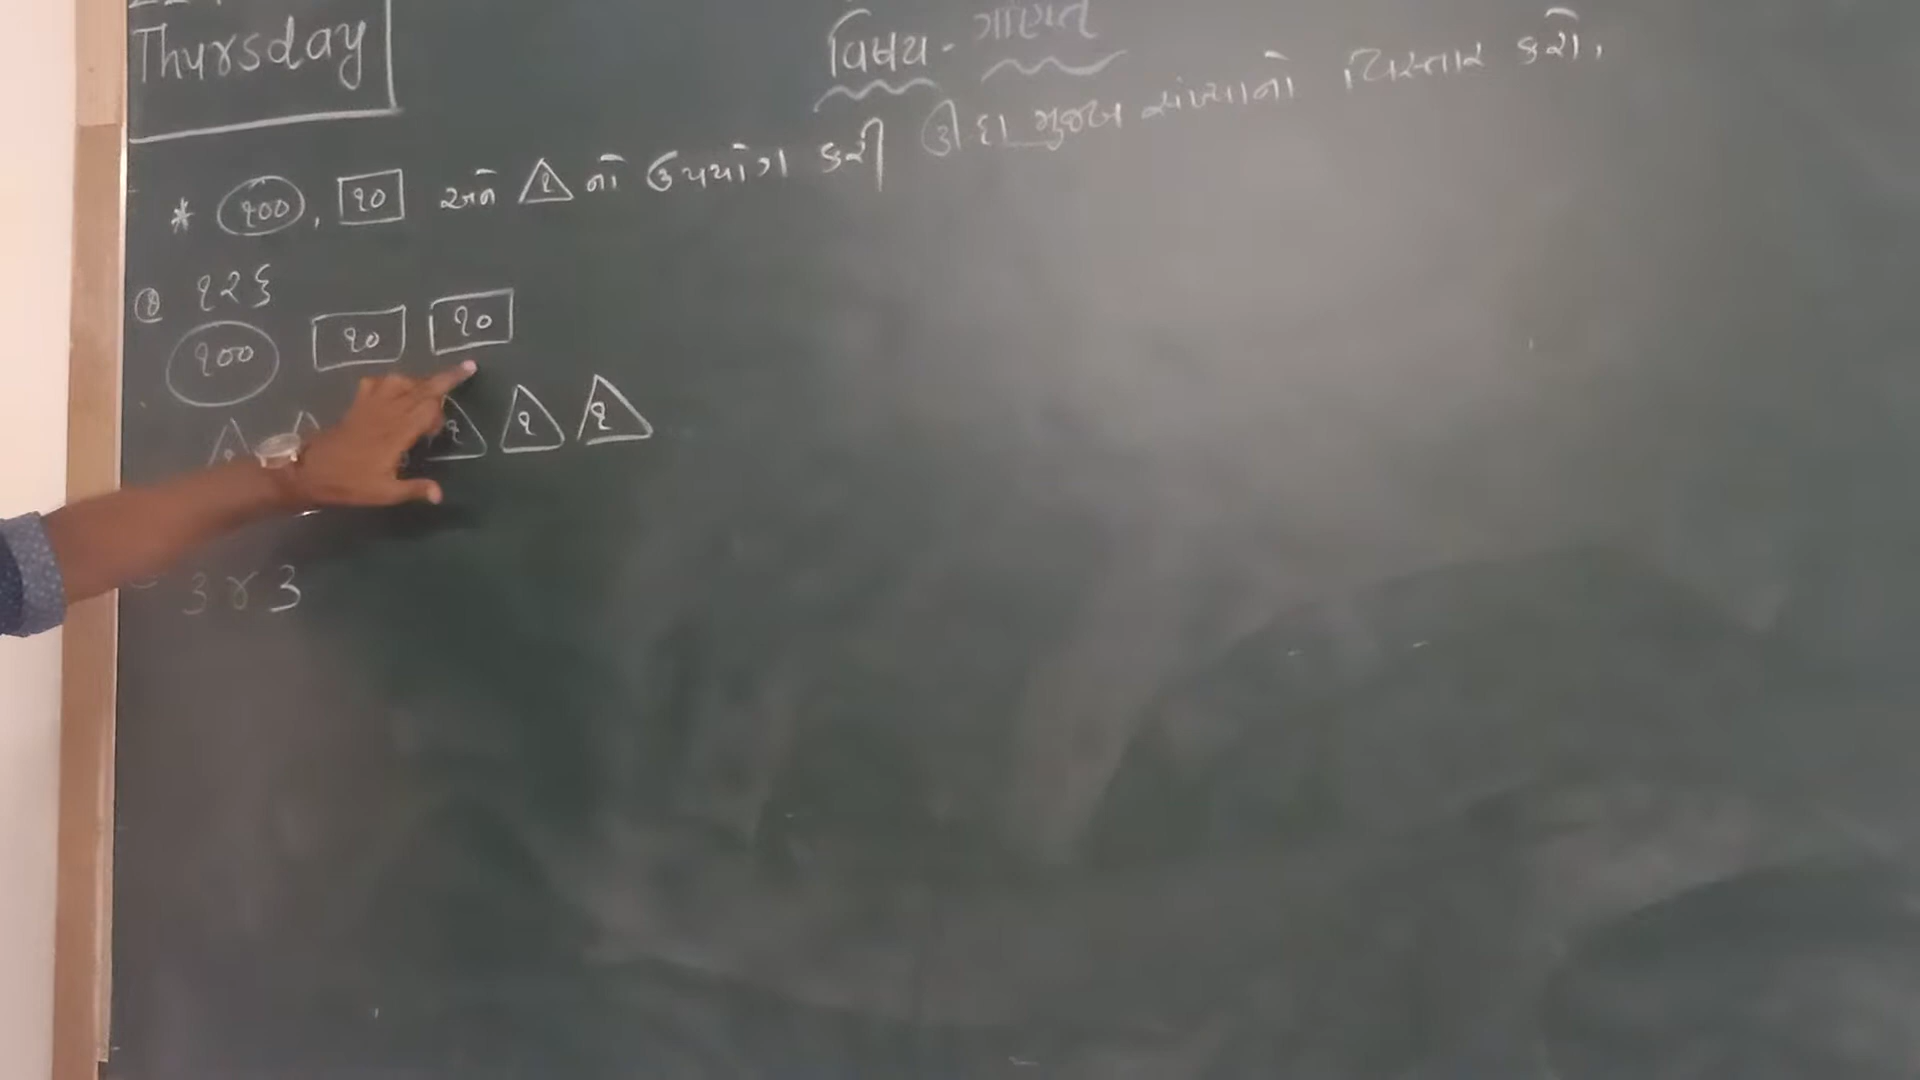 Thursday
વિષય - ગણિત
* ૧૦૦, ૧૦ અને ૧ નો ઉપયોગ કરી કોઠા મુજબ સંખ્યાનો વિસ્તાર કરો.
૧૨૬
૧૦૦ ૧૦ ૧૦
૧ ૧ ૧
૩૪૩